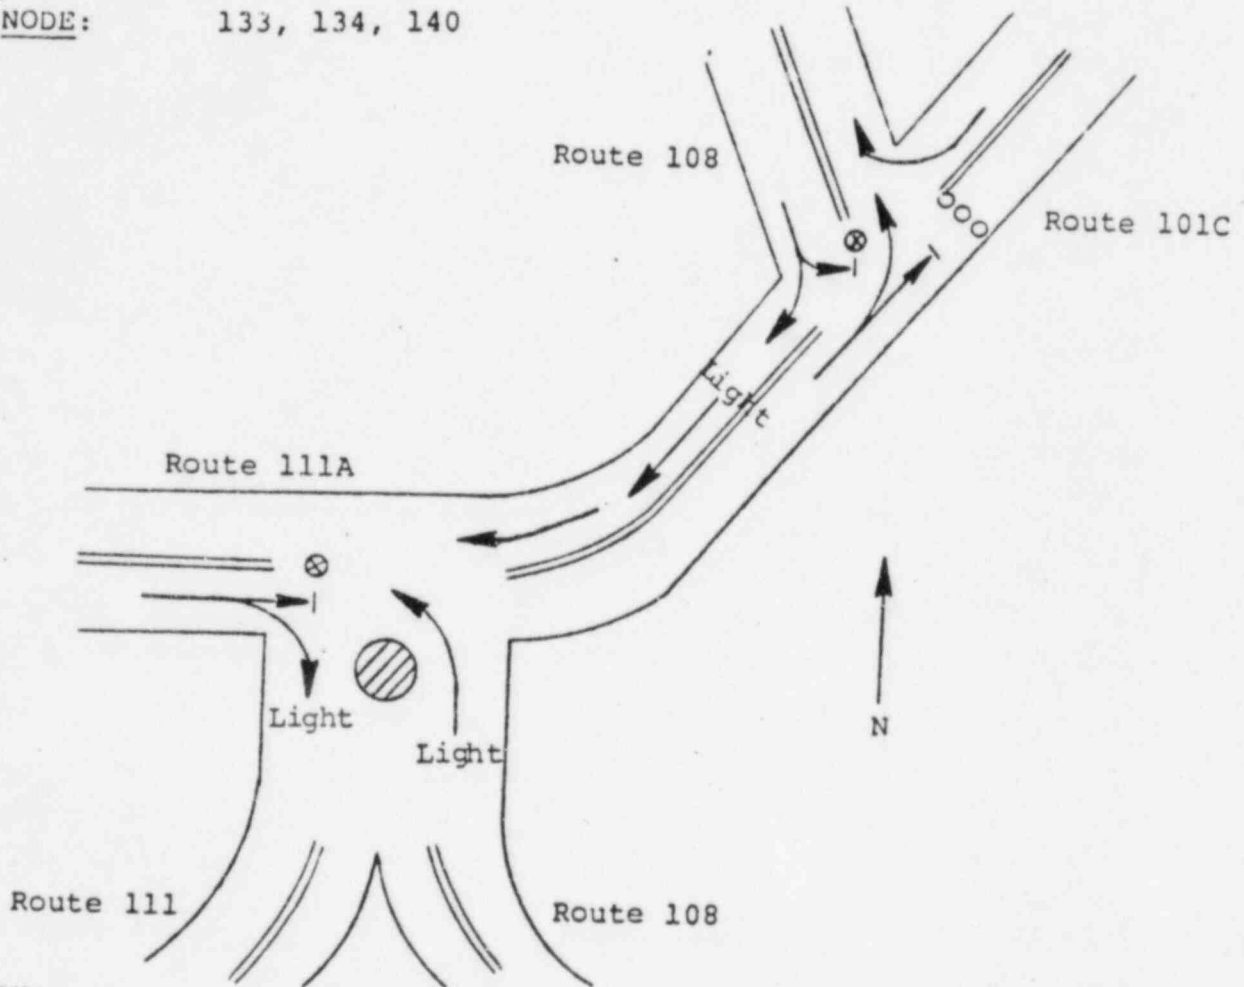 NODE: 133, 134, 140
Route 108
Route 101C
Light
Route 111A
N
Light
Light
Route 111
Route 108